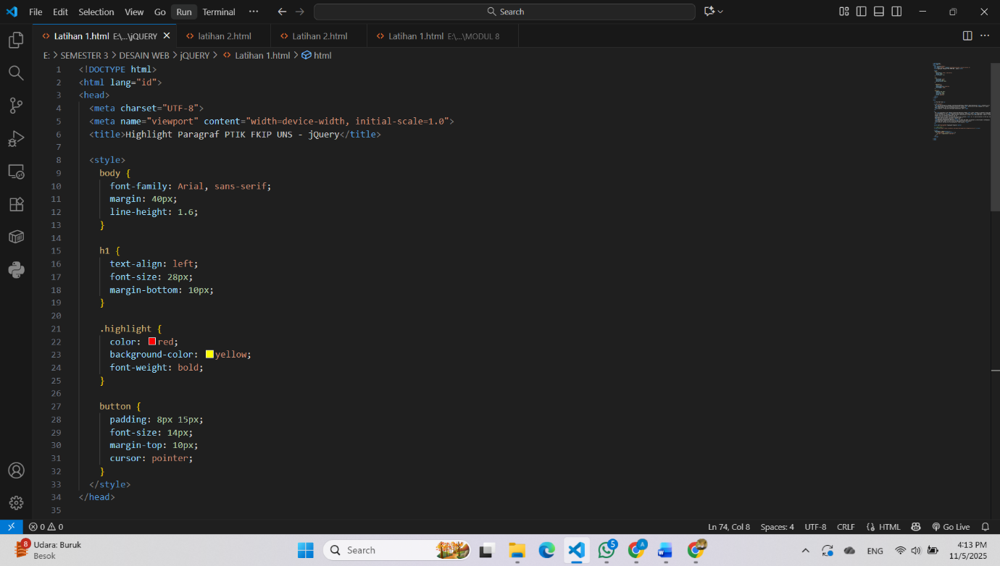 File Edit Selection View Go Run Terminal ··· Search
Latihan 1.html E:\...\jQUERY latihan 2.html Latihan 2.html Latihan 1.html E:\...\MODUL 8
E: > SEMESTER 3 > DESAIN WEB > jQUERY > Latihan 1.html > html
1 <!DOCTYPE html>
2 <html lang="id">
3 <head>
4 <meta charset="UTF-8">
5 <meta name="viewport" content="width=device-width, initial-scale=1.0">
6 <title>Highlight Paragraf PTIK FKIP UNS - jQuery</title>
7
8 <style>
9 body {
10 font-family: Arial, sans-serif;
11 margin: 40px;
12 line-height: 1.6;
13 }
14
15 h1 {
16 text-align: left;
17 font-size: 28px;
18 margin-bottom: 10px;
19 }
20
21 .highlight {
22 color: red;
23 background-color: yellow;
24 font-weight: bold;
25 }
26
27 button {
28 padding: 8px 15px;
29 font-size: 14px;
30 margin-top: 10px;
31 cursor: pointer;
32 }
33 </style>
34 </head>
35
0 0 Ln 74, Col 8 Spaces: 4 UTF-8 CRLF {} HTML Go Live
8 Udara: Buruk
Besok
Search
5
A
ENG
4:13 PM
11/5/2025